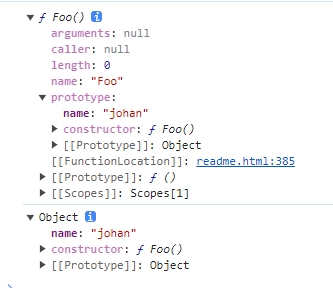 ▼ ƒ Foo() i
arguments: null
caller: null
length: 0
name: "Foo"
▼ prototype:
name: "johan"
▶ constructor: ƒ Foo()
▶ [[Prototype]]: Object
[[FunctionLocation]]: readme.html:385
▶ [[Prototype]]: ƒ ()
▶ [[Scopes]]: Scopes[1]
▼ Object i
name: "johan"
▶ constructor: ƒ Foo()
▶ [[Prototype]]: Object